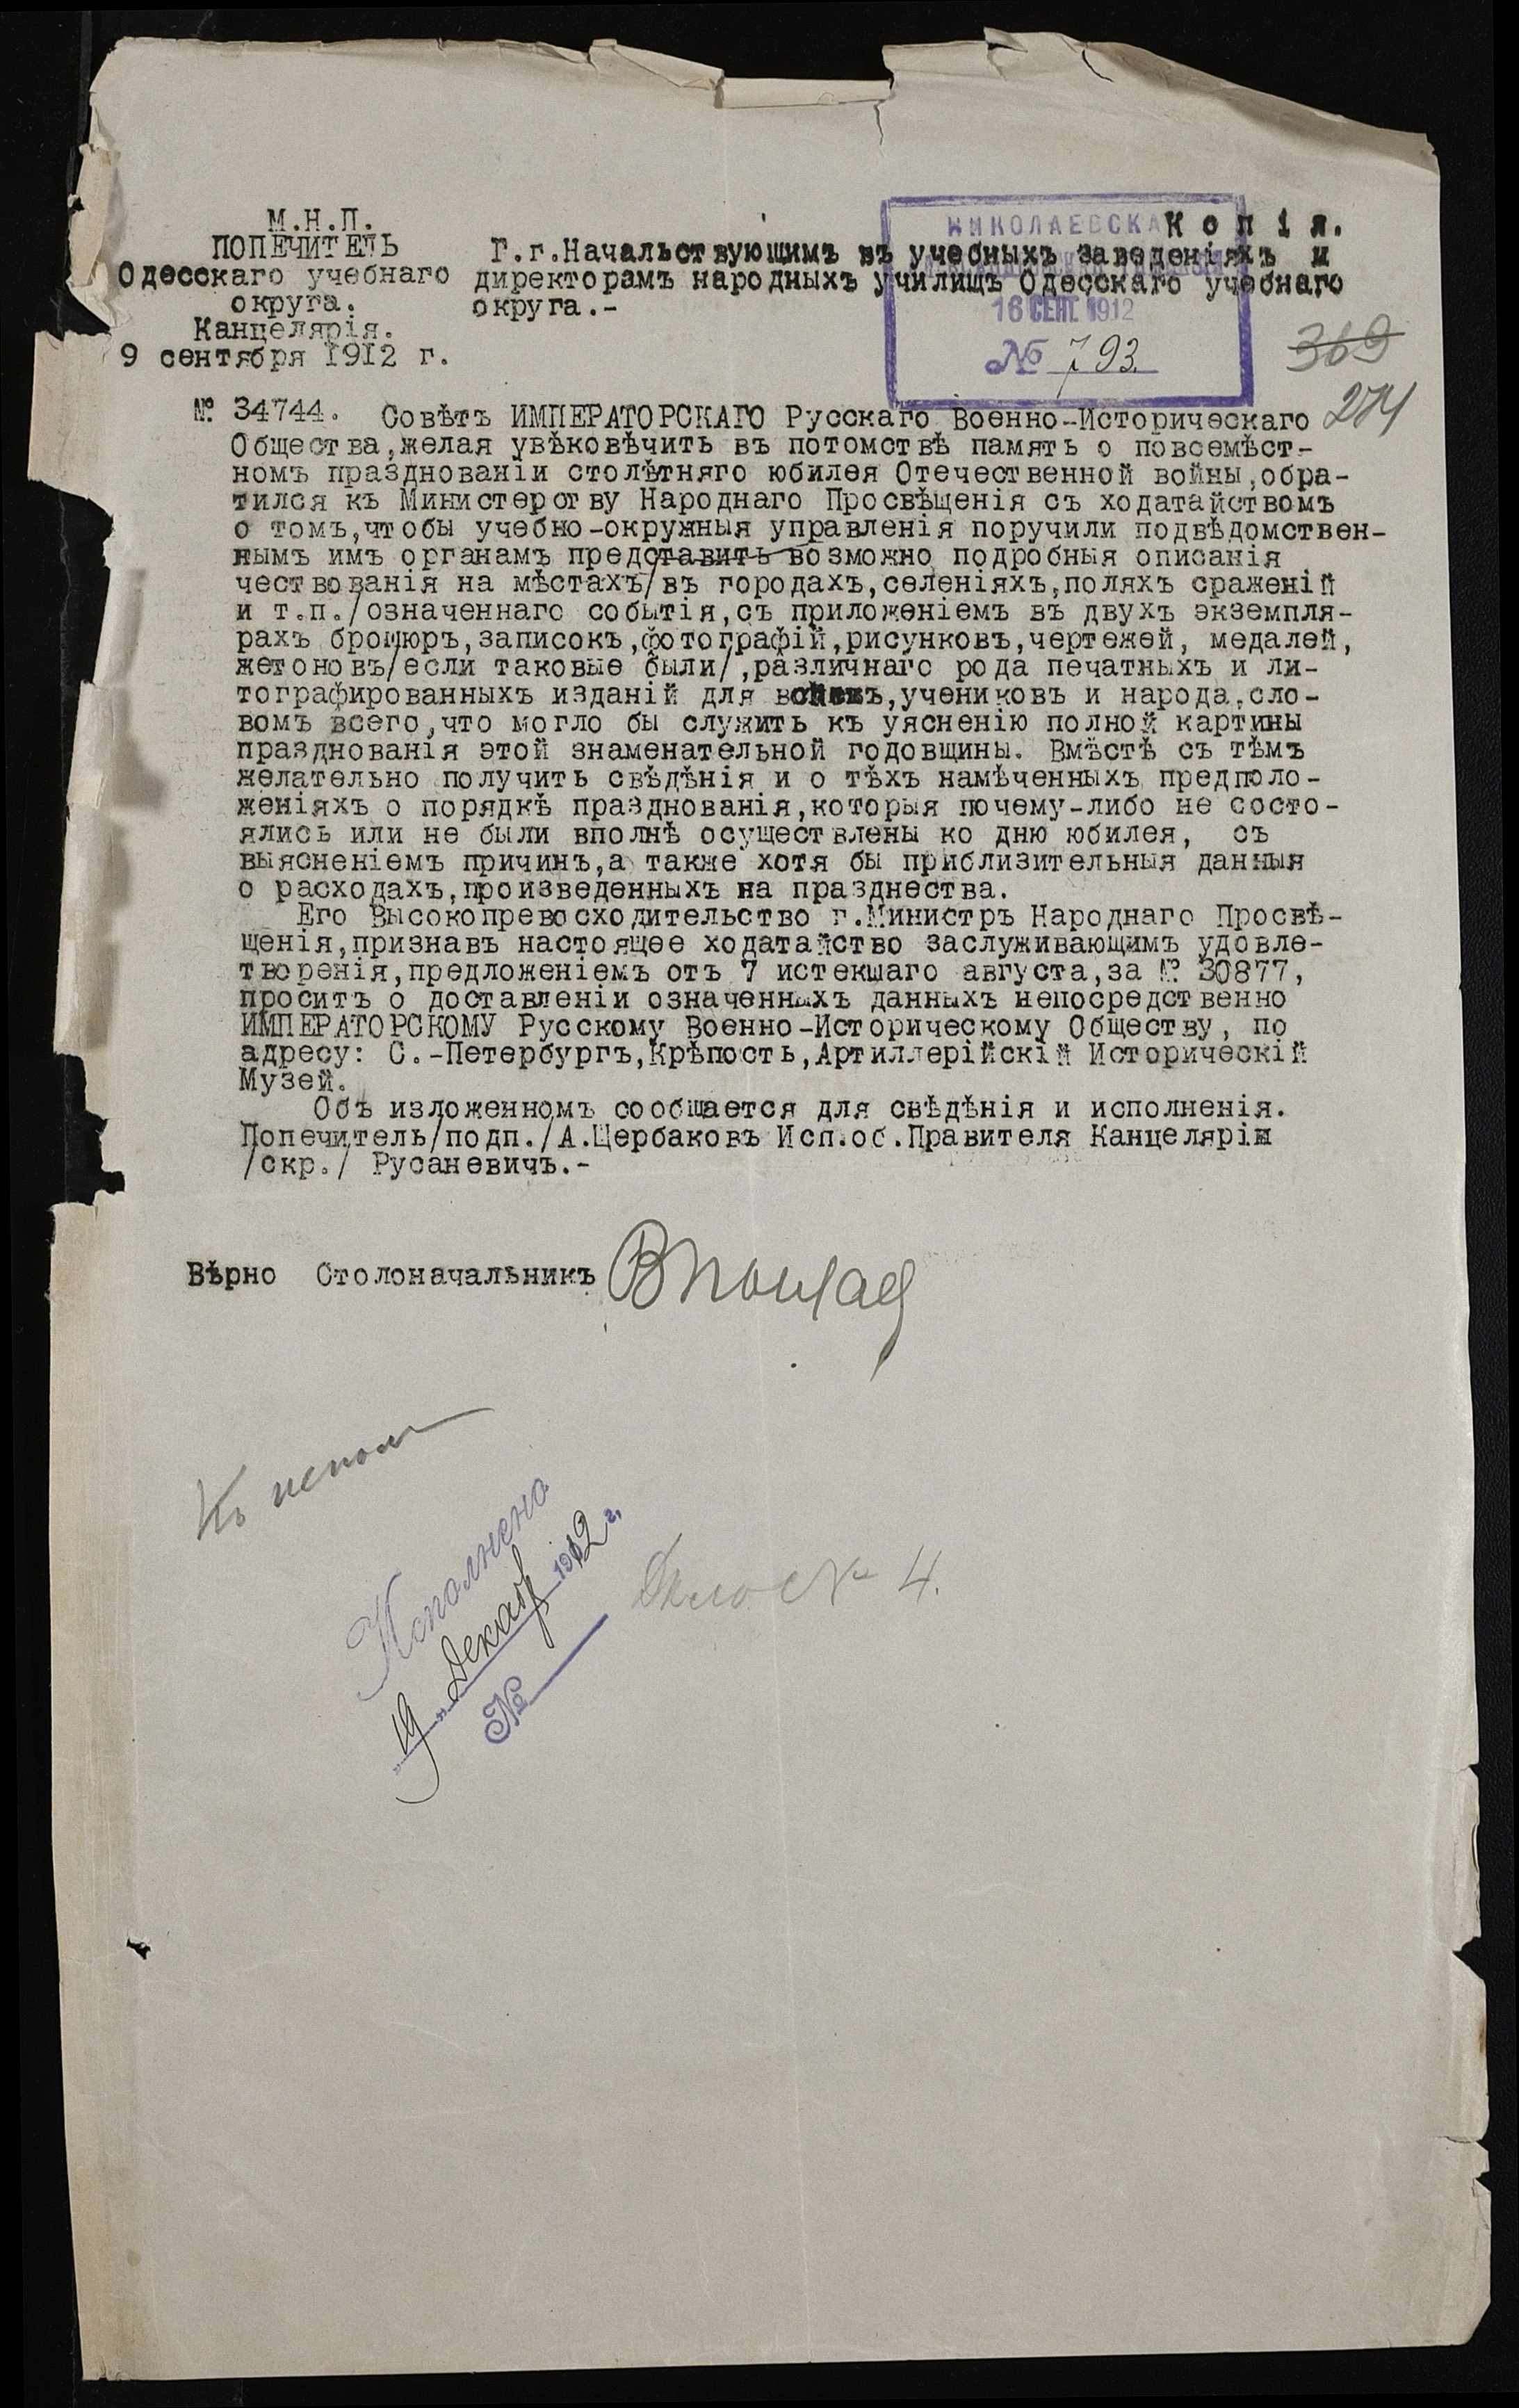 М.Н.П.
ПОПЕЧИТЕЛЬ
Одесскаго учебнаго
округа.
Канцелярія.
9 сентября 1912 г.
№ 34744.
Копія.
Г.г.Начальствующимъ въ учебныхъ заведеніяхъ и
директорамъ народныхъ училищъ Одесскаго учебнаго
округа.-
НИКОЛАЕВСКА
16 СЕНТ. 1912
№ 793.
369
274
Совѣтъ ИМПЕРАТОРСКАГО Русскаго Военно-Историческаго
Общества,желая увѣковѣчить въ потомствѣ память о повсемѣст-
номъ празднованіи столѣтняго юбилея Отечественной войны,обра-
тился къ Министерству Народнаго Просвѣщенія съ ходатайствомъ
о томъ,чтобы учебно-окружныя управленія поручили подвѣдомствен-
нымъ имъ органамъ представить возможно подробныя описанія
чествованія на мѣстахъ/въ городахъ,селеніяхъ,поляхъ сраженій
и т.п./означеннаго событія,съ приложеніемъ въ двухъ экземпля-
рахъ брошюръ,записокъ,фотографій,рисунковъ,чертежей, медалей,
жетоновъ/если таковые были/,различнаго рода печатныхъ и ли-
тографированныхъ изданій для войскъ,учениковъ и народа,сло-
вомъ всего,что могло бы служить къ уясненію полной картины
празднованія этой знаменательной годовщины. Вмѣстѣ съ тѣмъ
желательно получить свѣдѣнія и о тѣхъ намѣченныхъ предполо-
женіяхъ о порядкѣ празднованія,которыя почему-либо не состо-
ялись или не были вполнѣ осуществлены ко дню юбилея, съ
выясненіемъ причинъ,а также хотя бы приблизительныя данныя
о расходахъ,произведенныхъ на празднества.
Его Высокопревосходительство г.Министръ Народнаго Просвѣ-
щенія,признавъ настоящее ходатайство заслуживающимъ удовле-
творенія,предложеніемъ отъ 7 истекшаго августа,за № 30877,
проситъ о доставленіи означенныхъ данныхъ непосредственно
ИМПЕРАТОРСКОМУ Русскому Военно-Историческому Обществу, по
адресу: С.-Петербургъ,Крѣпость,Артиллерійскій Историческій
Музей.
Объ изложенномъ сообщается для свѣдѣнія и исполненія.
Попечитель/подп./А.Щербаковъ Исп.об.Правителя Канцеляріи
/скр./ Русаневичъ.-
Вѣрно Столоначальникъ
Къ исполн
Исполнено
"19" Декабр 1912 г.
№
Дѣло № 4.